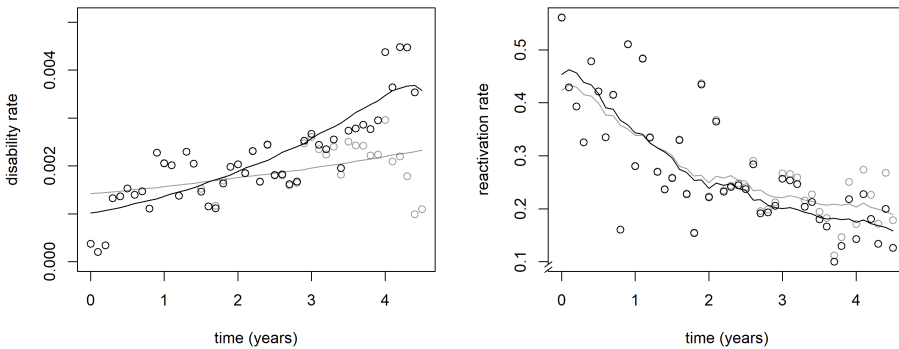 disability rate
0.004
0.002
0.000
0 1 2 3 4
time (years)
reactivation rate
0.5
0.4
0.3
0.2
0.1
0 1 2 3 4
time (years)